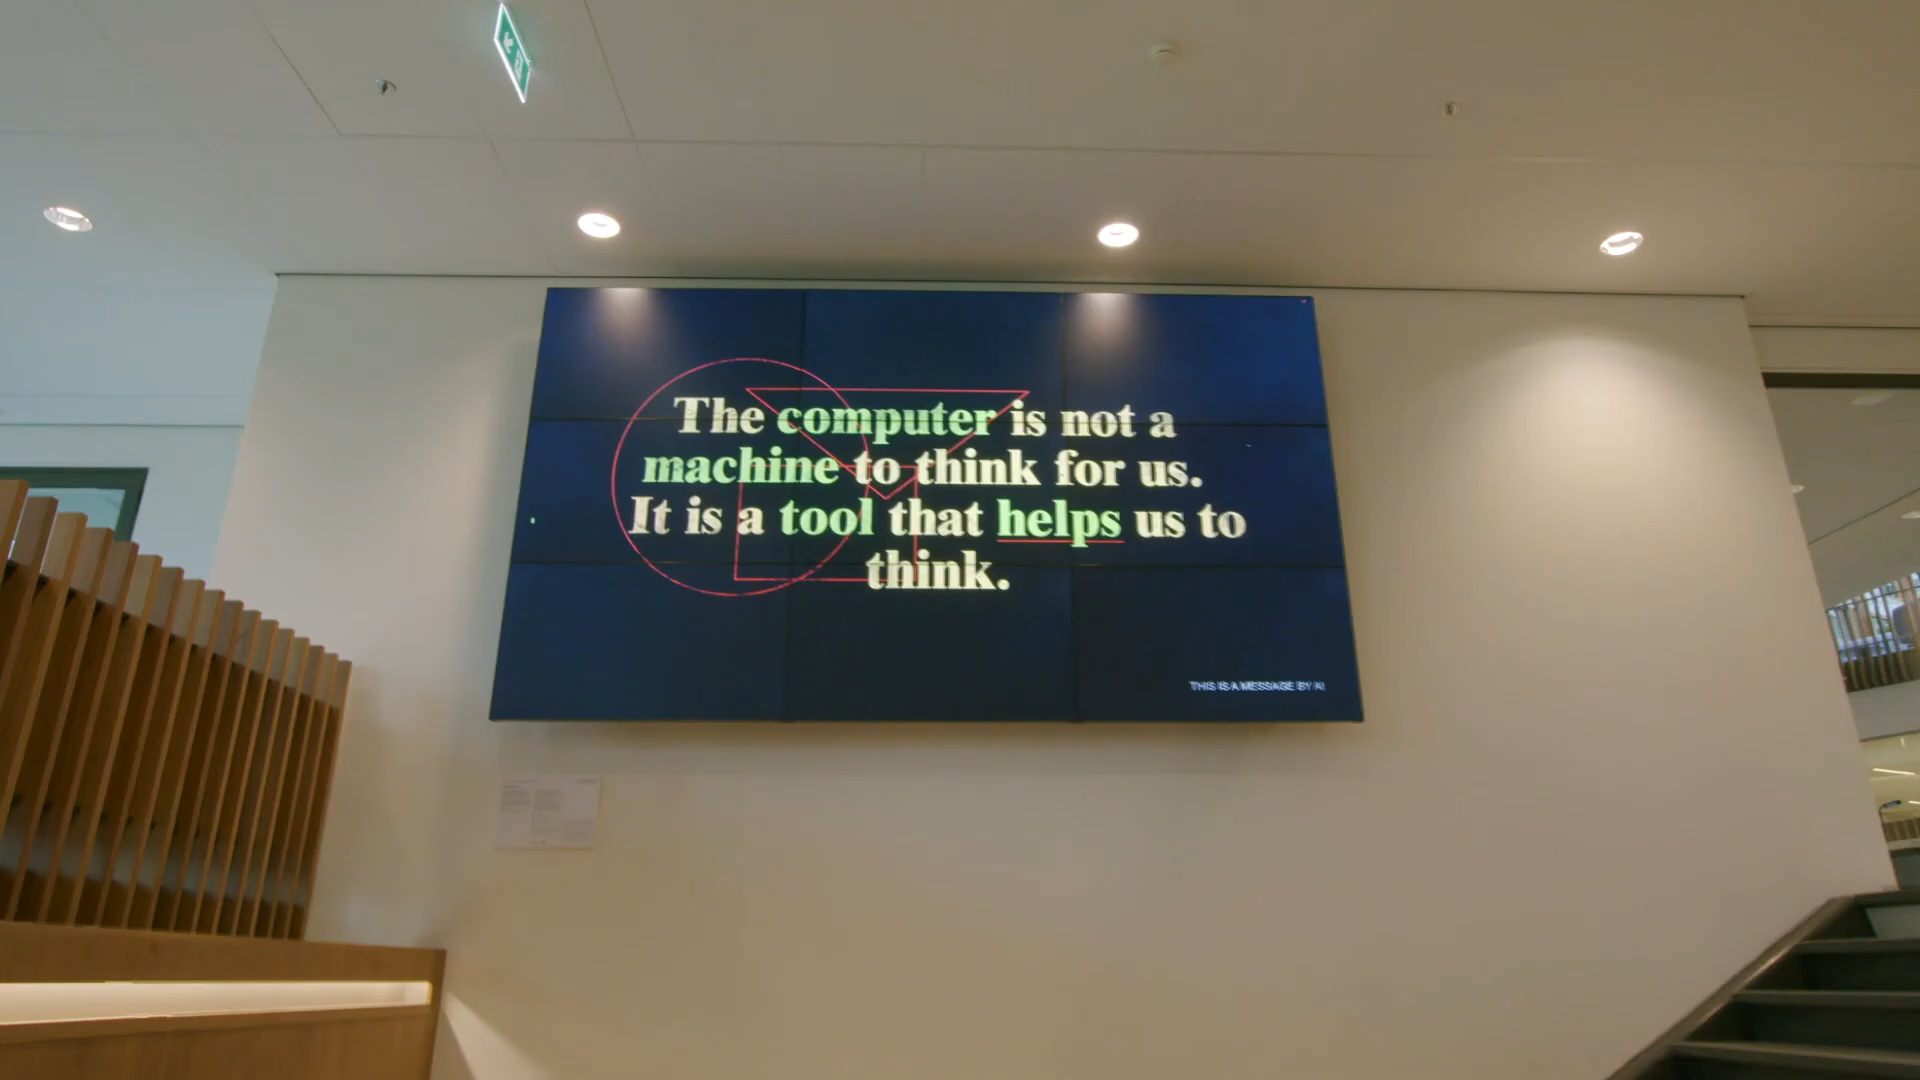 The computer is not a
machine to think for us.
It is a tool that helps us to
think.
THIS IS A MESSAGE BY AI